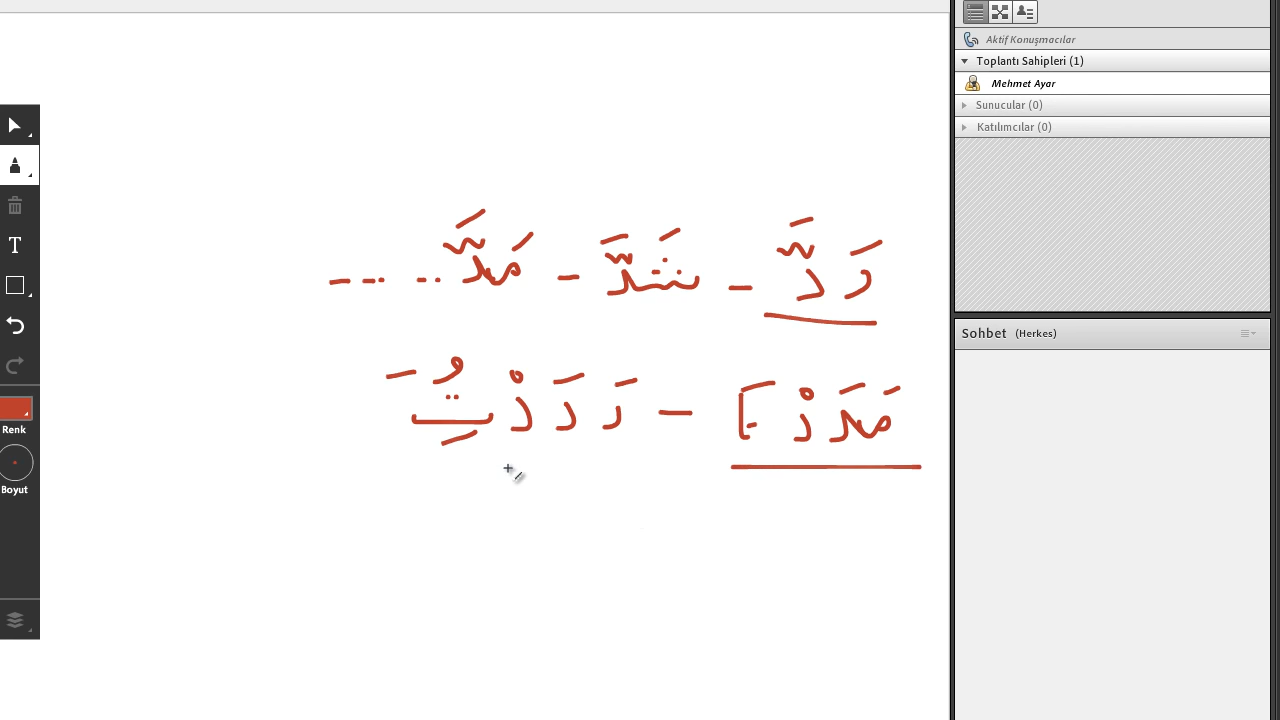 Aktif Konuşmacılar
Toplantı Sahipleri (1)
Mehmet Ayar
Sunucular (0)
Katılımcılar (0)
Sohbet (Herkes)
T
Renk
Boyut
رَدَّ - شَدَّ - مَدَّ
مَدَدْ - رَدَدْتُ -